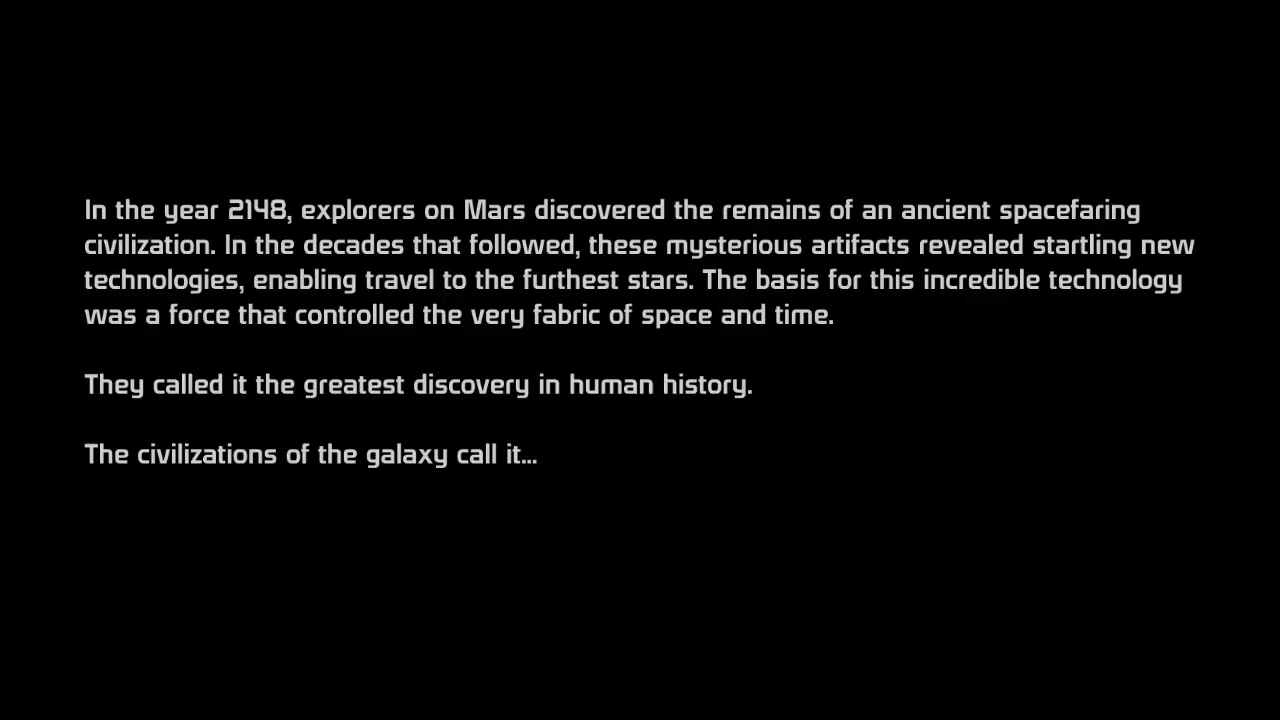 In the year 2148, explorers on Mars discovered the remains of an ancient spacefaring
civilization. In the decades that followed, these mysterious artifacts revealed startling new
technologies, enabling travel to the furthest stars. The basis for this incredible technology
was a force that controlled the very fabric of space and time.
They called it the greatest discovery in human history.
The civilizations of the galaxy call it...